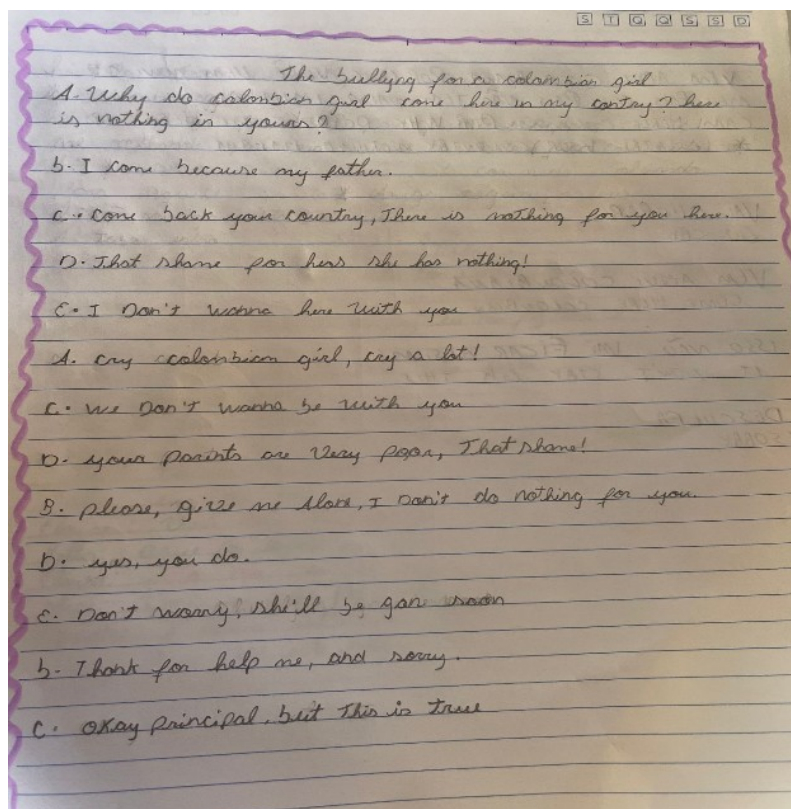 S T Q Q S S D
The bullyng for a colombian girl
A. Why do colonbian girl come here in my contry? here
is nothing in yours?
b. I come because my father.
C. come back your country, There is nothing for you here.
D. That shame for hers she has nothing!
E. I Don't wanna here with you
A. cry colombian girl, cry a lot!
C. we Don't wanna be with you
D. your parints are very poor, That shame!
B. please, give me alone, I Don't do nothing for you.
D. yes, you do.
E. Don't worry, she'll be gon soon
b. Thank for help me, and sorry.
C. okay principal, but this is true